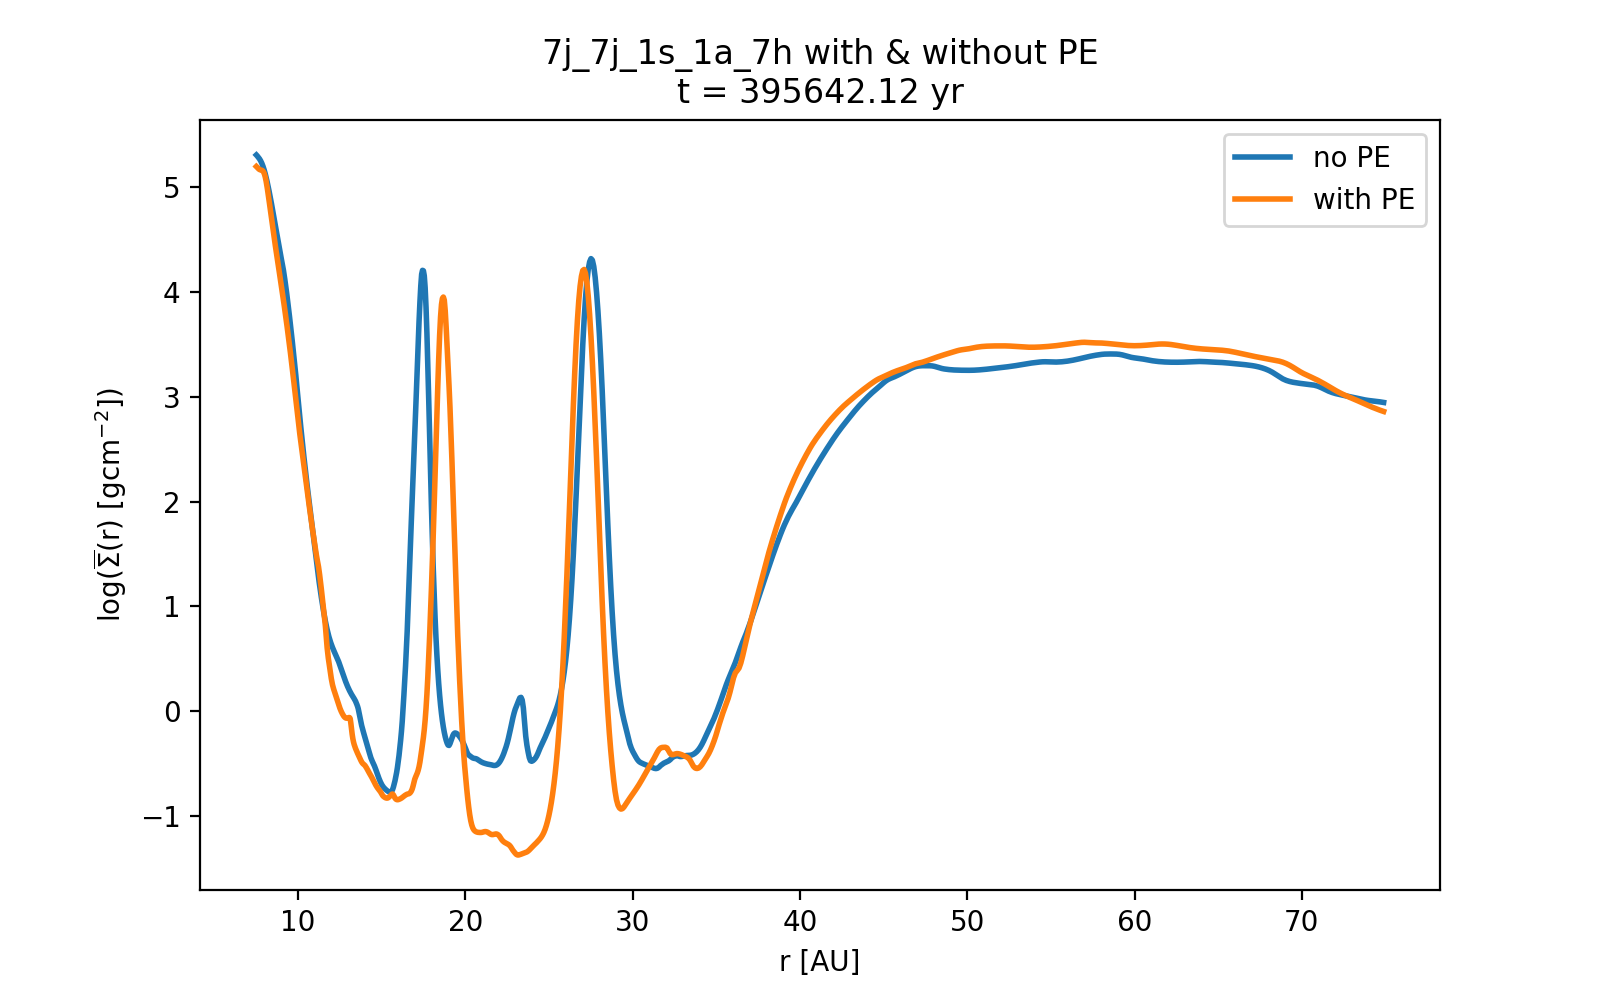 7j_7j_1s_1a_7h with & without PE
t = 395642.12 yr
no PE
with PE
log(Σ̅(r) [gcm⁻²])
5
4
3
2
1
0
−1
10 20 30 40 50 60 70
r [AU]